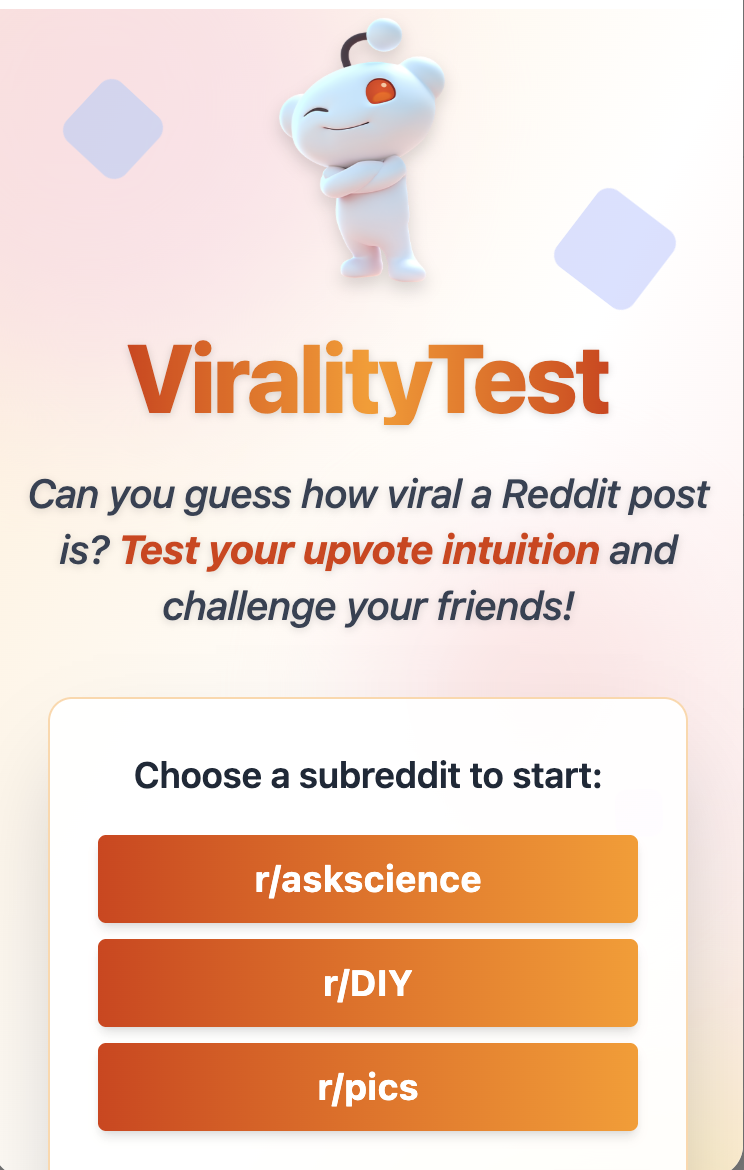 ViralityTest
Can you guess how viral a Reddit post
is? Test your upvote intuition and
challenge your friends!
Choose a subreddit to start:
r/askscience
r/DIY
r/pics